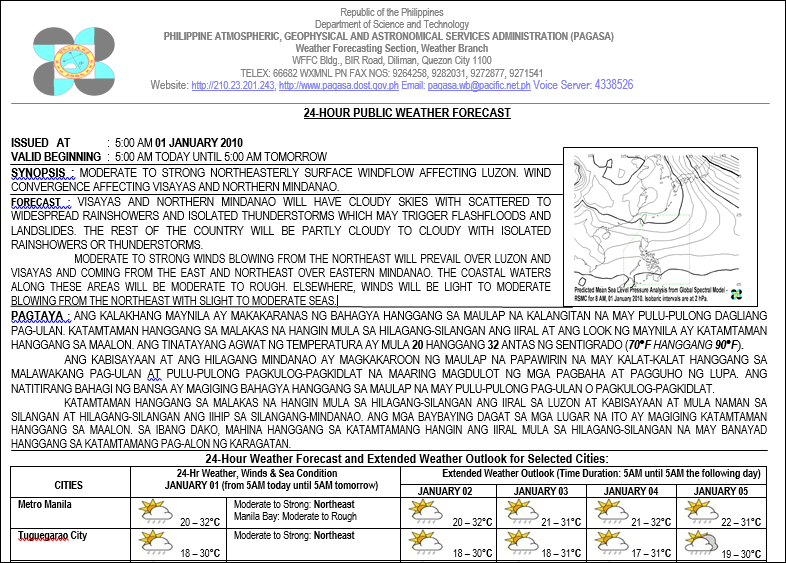 Republic of the Philippines
Department of Science and Technology
PHILIPPINE ATMOSPHERIC, GEOPHYSICAL AND ASTRONOMICAL SERVICES ADMINISTRATION (PAGASA)
Weather Forecasting Section, Weather Branch
WFFC Bldg., BIR Road, Diliman, Quezon City 1100
TELEX: 66682 WXMNL PN FAX NOS: 9264258, 9282031, 9272877, 9271541
Website: http://210.23.201.243, http://www.pagasa.dost.gov.ph Email: pagasa.wb@pacific.net.ph Voice Server: 4338526
PAGASA
24-HOUR PUBLIC WEATHER FORECAST
ISSUED AT : 5:00 AM 01 JANUARY 2010
VALID BEGINNING : 5:00 AM TODAY UNTIL 5:00 AM TOMORROW
SYNOPSIS : MODERATE TO STRONG NORTHEASTERLY SURFACE WINDFLOW AFFECTING LUZON. WIND
CONVERGENCE AFFECTING VISAYAS AND NORTHERN MINDANAO.
FORECAST : VISAYAS AND NORTHERN MINDANAO WILL HAVE CLOUDY SKIES WITH SCATTERED TO
WIDESPREAD RAINSHOWERS AND ISOLATED THUNDERSTORMS WHICH MAY TRIGGER FLASHFLOODS AND
LANDSLIDES. THE REST OF THE COUNTRY WILL BE PARTLY CLOUDY TO CLOUDY WITH ISOLATED
RAINSHOWERS OR THUNDERSTORMS.
MODERATE TO STRONG WINDS BLOWING FROM THE NORTHEAST WILL PREVAIL OVER LUZON AND
VISAYAS AND COMING FROM THE EAST AND NORTHEAST OVER EASTERN MINDANAO. THE COASTAL WATERS
ALONG THESE AREAS WILL BE MODERATE TO ROUGH. ELSEWHERE, WINDS WILL BE LIGHT TO MODERATE
BLOWING FROM THE NORTHEAST WITH SLIGHT TO MODERATE SEAS.
Predicted Mean Sea Level Pressure Analysis from Global Spectral Model -
RSMC for 8 AM, 01 January 2010. Isobaric intervals are at 2 hPa.
PAGTAYA : ANG KALAKHANG MAYNILA AY MAKAKARANAS NG BAHAGYA HANGGANG SA MAULAP NA KALANGITAN NA MAY PULU-PULONG DAGLIANG
PAG-ULAN. KATAMTAMAN HANGGANG SA MALAKAS NA HANGIN MULA SA HILAGANG-SILANGAN ANG IIRAL AT ANG LOOK NG MAYNILA AY KATAMTAMAN
HANGGANG SA MAALON. ANG TINATAYANG AGWAT NG TEMPERATURA AY MULA 20 HANGGANG 32 ANTAS NG SENTIGRADO (70°F HANGGANG 90°F).
ANG KABISAYAAN AT ANG HILAGANG MINDANAO AY MAGKAKAROON NG MAULAP NA PAPAWIRIN NA MAY KALAT-KALAT HANGGANG SA
MALAWAKANG PAG-ULAN AT PULU-PULONG PAGKULOG-PAGKIDLAT NA MAARING MAGDULOT NG MGA PAGBAHA AT PAGGUHO NG LUPA. ANG
NATITIRANG BAHAGI NG BANSA AY MAGIGING BAHAGYA HANGGANG SA MAULAP NA MAY PULU-PULONG PAG-ULAN O PAGKULOG-PAGKIDLAT.
KATAMTAMAN HANGGANG SA MALAKAS NA HANGIN MULA SA HILAGANG-SILANGAN ANG IIRAL SA LUZON AT KABISAYAAN AT MULA NAMAN SA
SILANGAN AT HILAGANG-SILANGAN ANG IIHIP SA SILANGANG-MINDANAO. ANG MGA BAYBAYING DAGAT SA MGA LUGAR NA ITO AY MAGIGING KATAMTAMAN
HANGGANG SA MAALON. SA IBANG DAKO, MAHINA HANGGANG SA KATAMTAMANG HANGIN ANG IIRAL MULA SA HILAGANG-SILANGAN NA MAY BANAYAD
HANGGANG SA KATAMTAMANG PAG-ALON NG KARAGATAN.
24-Hour Weather Forecast and Extended Weather Outlook for Selected Cities:
CITIES
24-Hr Weather, Winds & Sea Condition
JANUARY 01 (from 5AM today until 5AM tomorrow)
Extended Weather Outlook (Time Duration: 5AM until 5AM the following day)
JANUARY 02 JANUARY 03 JANUARY 04 JANUARY 05
Metro Manila
20 – 32°C
Moderate to Strong: Northeast
Manila Bay: Moderate to Rough
20 – 32°C 21 – 31°C 21 – 32°C 22 – 31°C
Tuguegarao City
18 – 30°C
Moderate to Strong: Northeast
18 – 30°C 18 – 31°C 17 – 31°C 19 – 30°C